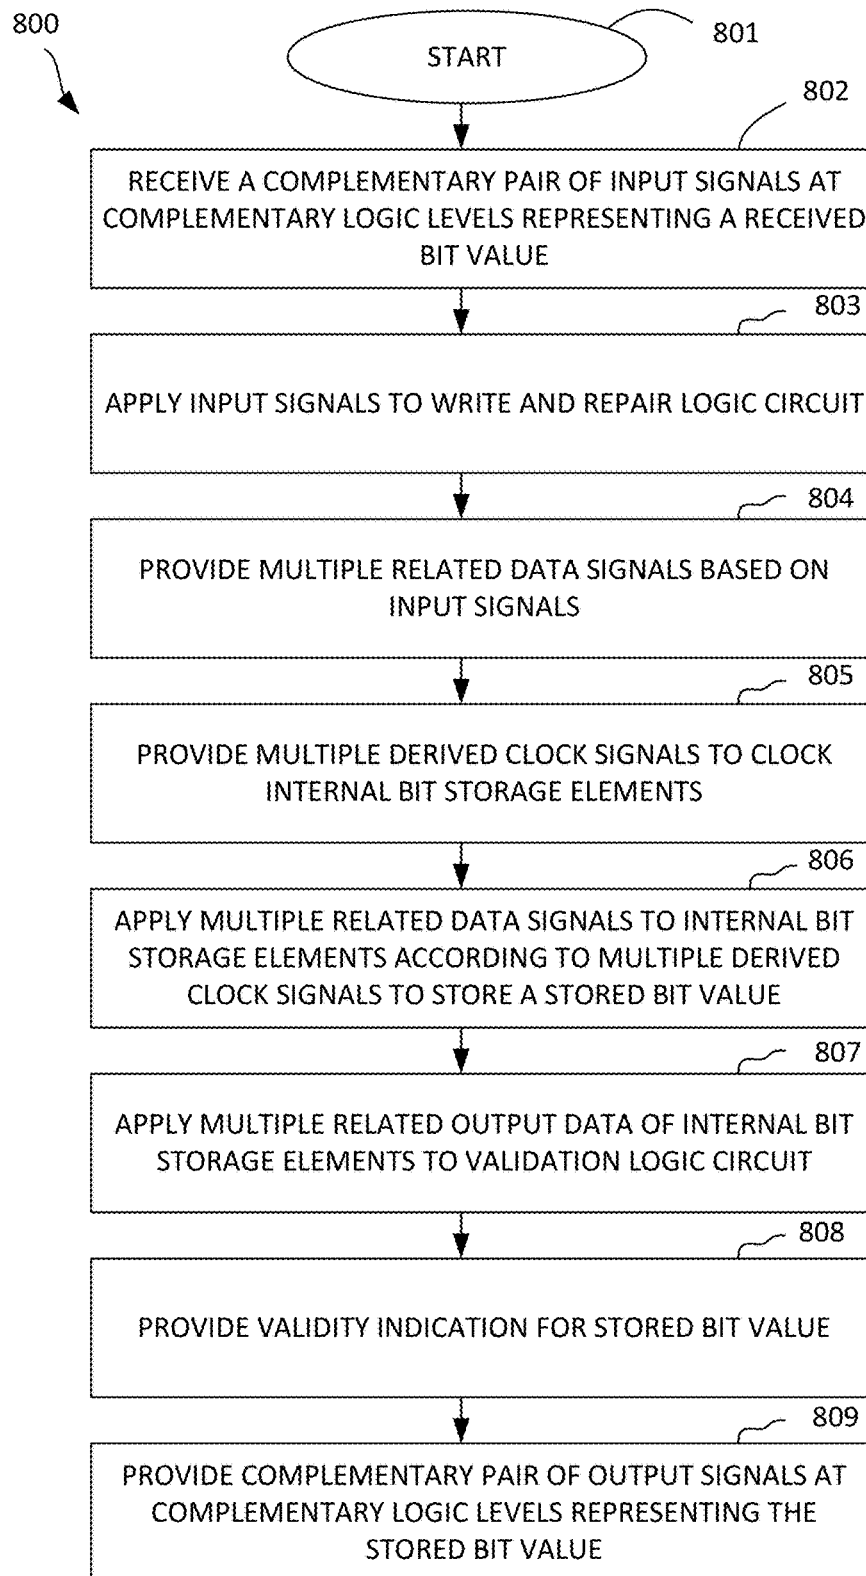 800
START
801
802
RECEIVE A COMPLEMENTARY PAIR OF INPUT SIGNALS AT
COMPLEMENTARY LOGIC LEVELS REPRESENTING A RECEIVED
BIT VALUE
803
APPLY INPUT SIGNALS TO WRITE AND REPAIR LOGIC CIRCUIT
804
PROVIDE MULTIPLE RELATED DATA SIGNALS BASED ON
INPUT SIGNALS
805
PROVIDE MULTIPLE DERIVED CLOCK SIGNALS TO CLOCK
INTERNAL BIT STORAGE ELEMENTS
806
APPLY MULTIPLE RELATED DATA SIGNALS TO INTERNAL BIT
STORAGE ELEMENTS ACCORDING TO MULTIPLE DERIVED
CLOCK SIGNALS TO STORE A STORED BIT VALUE
807
APPLY MULTIPLE RELATED OUTPUT DATA OF INTERNAL BIT
STORAGE ELEMENTS TO VALIDATION LOGIC CIRCUIT
808
PROVIDE VALIDITY INDICATION FOR STORED BIT VALUE
809
PROVIDE COMPLEMENTARY PAIR OF OUTPUT SIGNALS AT
COMPLEMENTARY LOGIC LEVELS REPRESENTING THE
STORED BIT VALUE